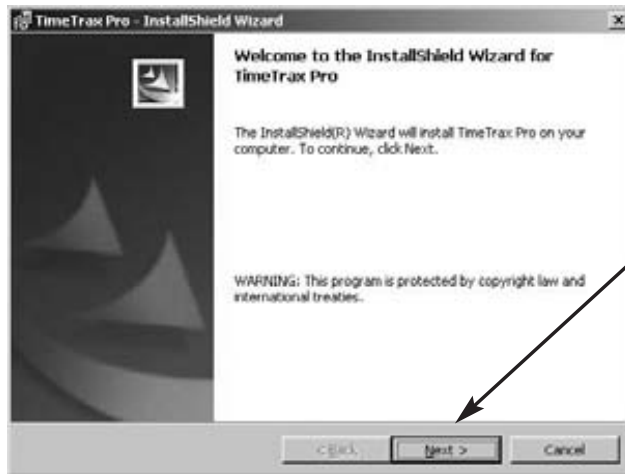 TimeTrax Pro - InstallShield Wizard
Welcome to the InstallShield Wizard for
TimeTrax Pro
The InstallShield(R) Wizard will install TimeTrax Pro on your
computer. To continue, click Next.
WARNING: This program is protected by copyright law and
international treaties.
< Back
Next >
Cancel